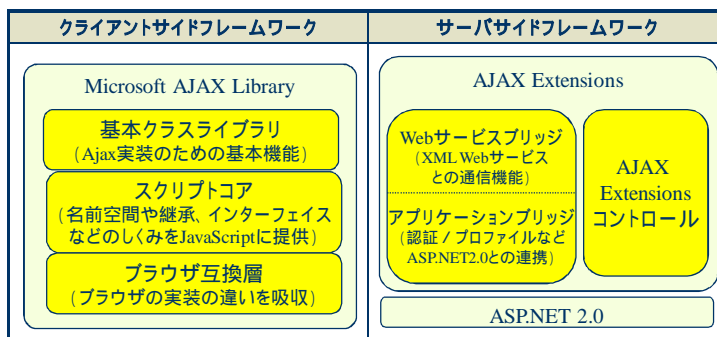 クライアントサイドフレームワーク
サーバサイドフレームワーク
Microsoft AJAX Library
基本クラスライブラリ
(Ajax実装のための基本機能)
スクリプトコア
(名前空間や継承、インターフェイス
などのしくみをJavaScriptに提供)
ブラウザ互換層
(ブラウザの実装の違いを吸収)
AJAX Extensions
Webサービスブリッジ
(XML Webサービス
との通信機能)
アプリケーションブリッジ
(認証/プロファイルなど
ASP.NET2.0との連携)
AJAX
Extensions
コントロール
ASP.NET 2.0